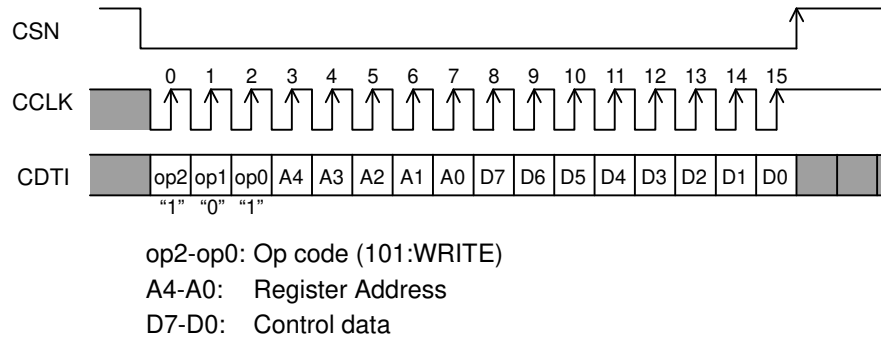 CSN
0 1 2 3 4 5 6 7 8 9 10 11 12 13 14 15
CCLK
CDTI op2 op1 op0 A4 A3 A2 A1 A0 D7 D6 D5 D4 D3 D2 D1 D0
“1” “0” “1”
op2-op0: Op code (101:WRITE)
A4-A0: Register Address
D7-D0: Control data